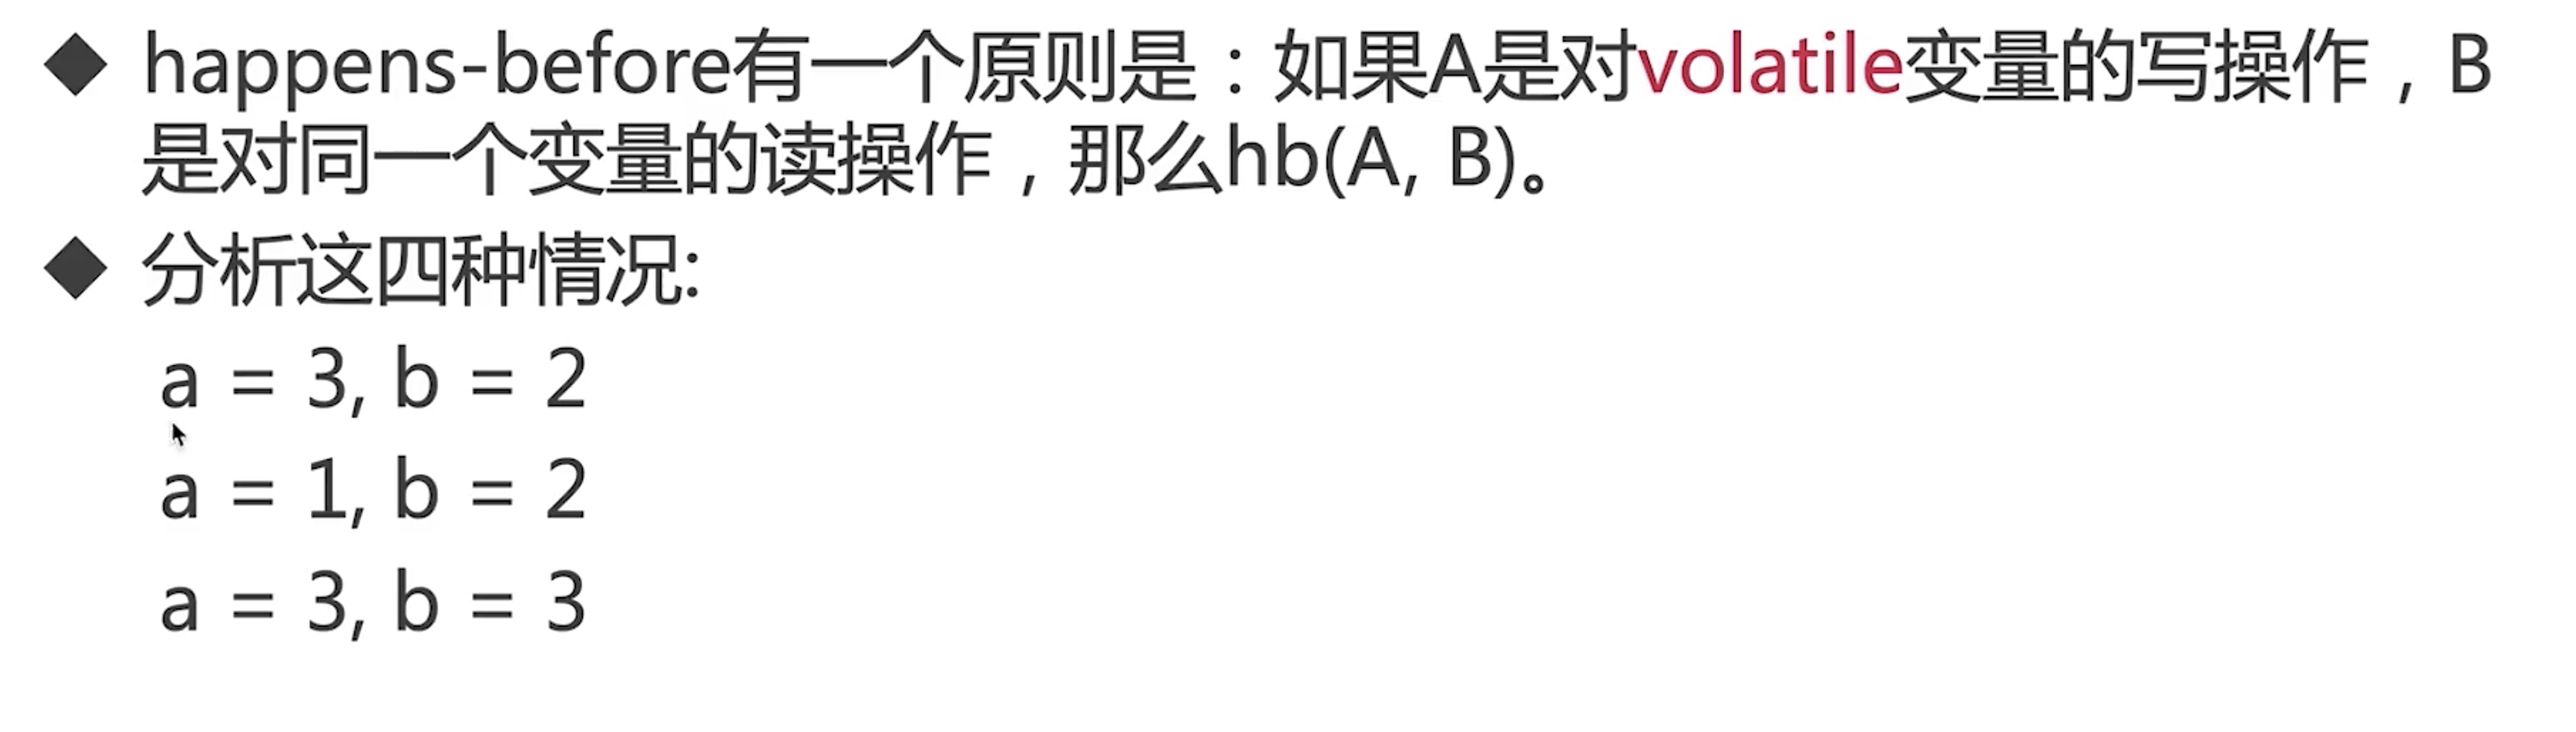 ◆ happens-before有一个原则是：如果A是对volatile变量的写操作，B
是对同一个变量的读操作，那么hb(A, B)。
◆ 分析这四种情况:
a = 3, b = 2
a = 1, b = 2
a = 3, b = 3